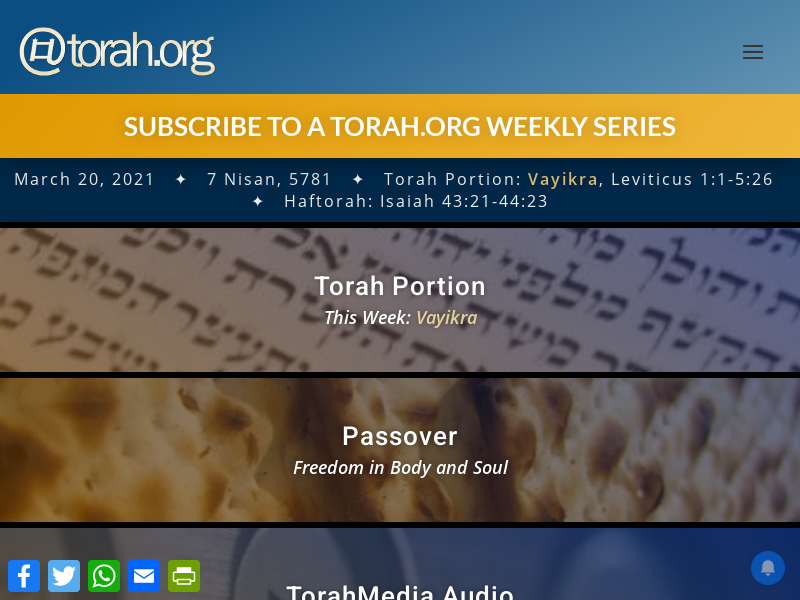 @torah.org
SUBSCRIBE TO A TORAH.ORG WEEKLY SERIES
March 20, 2021 ✦ 7 Nisan, 5781 ✦ Torah Portion: Vayikra, Leviticus 1:1-5:26
✦ Haftorah: Isaiah 43:21-44:23
Torah Portion
This Week: Vayikra
Passover
Freedom in Body and Soul
TorahMedia Audio